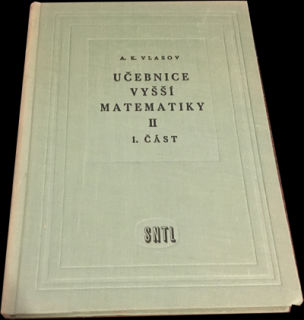 A. K. VLASOV
UČEBNICE
VYŠŠÍ
MATEMATIKY
II
1. ČÁST
SNTL